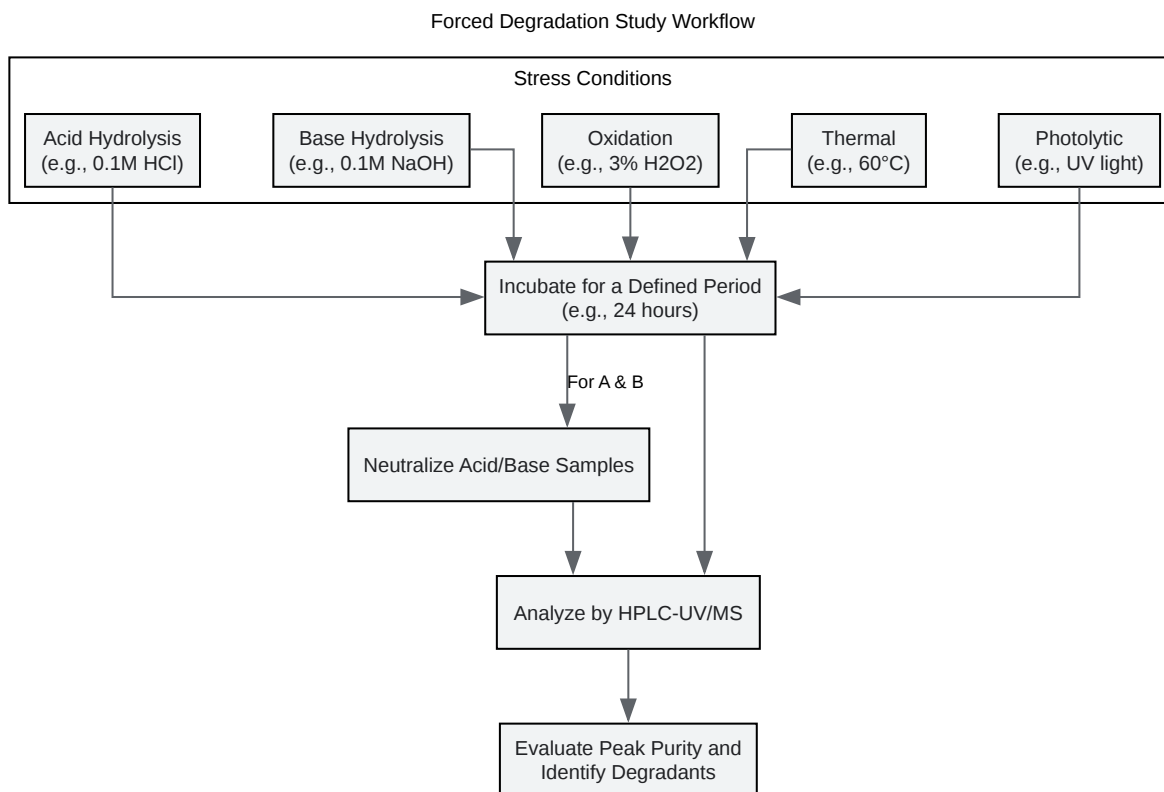 Forced Degradation Study Workflow
Stress Conditions
Acid Hydrolysis
(e.g., 0.1M HCl)
Base Hydrolysis
(e.g., 0.1M NaOH)
Oxidation
(e.g., 3% H2O2)
Thermal
(e.g., 60°C)
Photolytic
(e.g., UV light)
Incubate for a Defined Period
(e.g., 24 hours)
For A & B
Neutralize Acid/Base Samples
Analyze by HPLC-UV/MS
Evaluate Peak Purity and
Identify Degradants